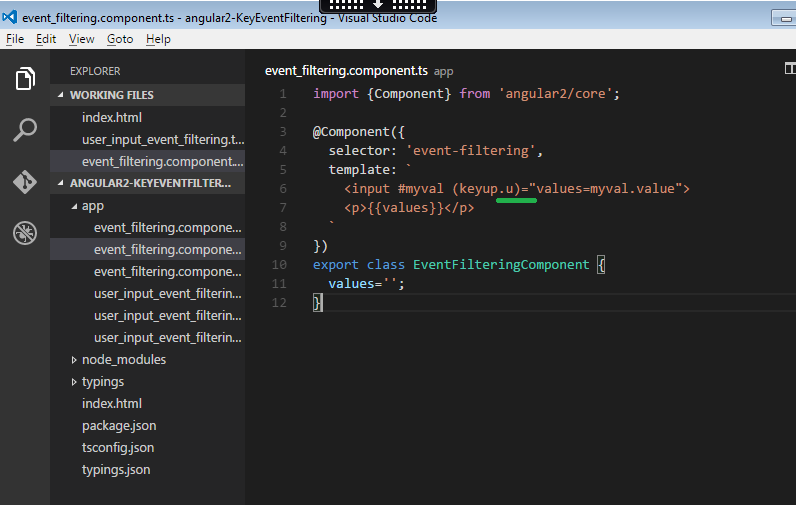 event_filtering.component.ts - angular2-KeyEventFiltering - Visual Studio Code
File Edit View Goto Help
EXPLORER
WORKING FILES
index.html
user_input_event_filtering.t...
event_filtering.component....
ANGULAR2-KEYEVENTFILTER...
app
event_filtering.compone...
event_filtering.compone...
event_filtering.compone...
user_input_event_filterin...
user_input_event_filterin...
user_input_event_filterin...
node_modules
typings
index.html
package.json
tsconfig.json
typings.json
event_filtering.component.ts app
1 import {Component} from 'angular2/core';
2
3 @Component({
4 selector: 'event-filtering',
5 template: `
6 <input #myval (keyup.u)="values=myval.value">
7 <p>{{values}}</p>
8 `
9 })
10 export class EventFilteringComponent {
11 values='';
12 }